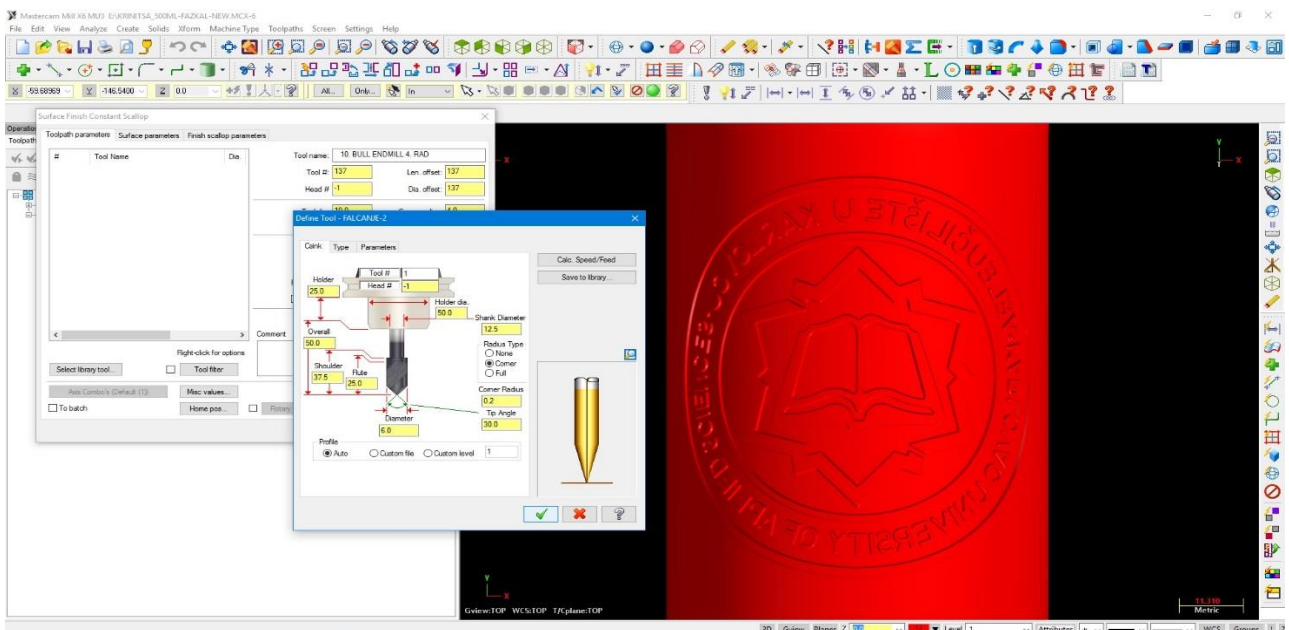 Mastercam Mill X6 MU3 E:\KRINITSA_500ML-FAZKAL-NEW.MCX-6
File Edit View Analyze Create Solids Xform Machine Type Toolpaths Screen Settings Help
X -59.68969 Y -146.5400 Z 0.0 All... Only... In
Surface Finish Constant Scallop
Toolpath parameters Surface parameters Finish scallop parameters
# Tool Name Dia.
Tool name: 10. BULL ENDMILL 4. RAD
Tool #: 137 Len. offset: 137
Head # -1 Dia. offset: 137
Comment
Right-click for options
Select library tool... Tool filter
Axis Combo's (Default (1)) Misc values...
To batch Home pos... Rotary
Define Tool - FALCANJE-2
Type Parameters
Calc. Speed/Feed
Save to library...
Tool # 1
Head # -1
Holder
25.0
Holder dia.
50.0
Shank Diameter
12.5
Overall
50.0
Radius Type
None
Corner
Full
Shoulder
37.5
Flute
25.0
Corner Radius
0.2
Tip Angle
30.0
Diameter
6.0
Profile
Auto Custom file Custom level 1
Y
X
Gview:TOP WCS:TOP T/Cplane:TOP
11.310
Metric
3D Gview Planes Z 0.0 Level 1 Attributes WCS Groups